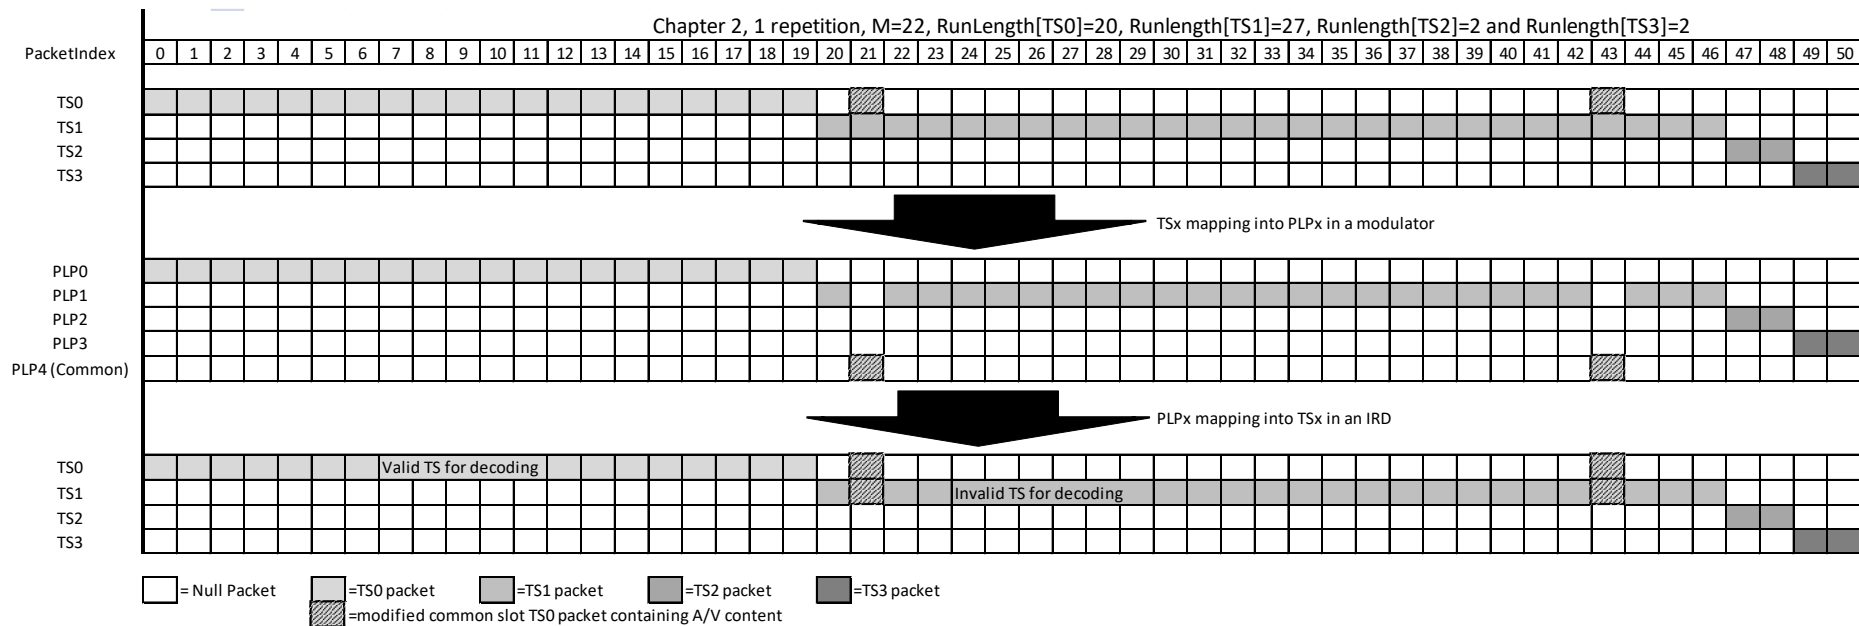 Chapter 2, 1 repetition, M=22, RunLength[TS0]=20, Runlength[TS1]=27, Runlength[TS2]=2 and Runlength[TS3]=2
PacketIndex 0 1 2 3 4 5 6 7 8 9 10 11 12 13 14 15 16 17 18 19 20 21 22 23 24 25 26 27 28 29 30 31 32 33 34 35 36 37 38 39 40 41 42 43 44 45 46 47 48 49 50
TS0
TS1
TS2
TS3
TSx mapping into PLPx in a modulator
PLP0
PLP1
PLP2
PLP3
PLP4 (Common)
PLPx mapping into TSx in an IRD
TS0 Valid TS for decoding
TS1 Invalid TS for decoding
TS2
TS3
= Null Packet =TS0 packet =TS1 packet =TS2 packet =TS3 packet
=modified common slot TS0 packet containing A/V content